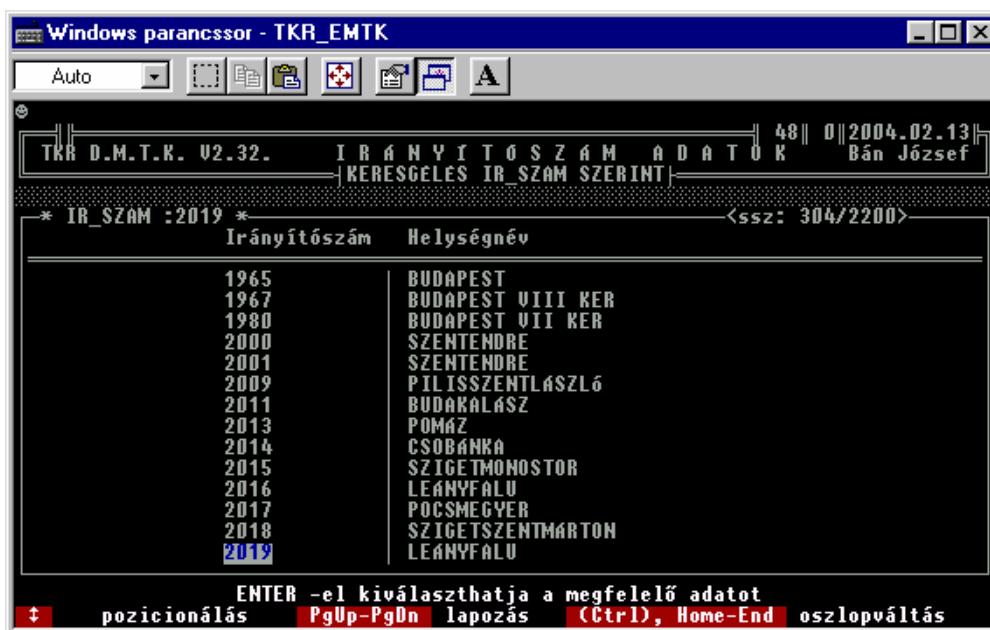 Windows parancssor - TKR_EMTK
Auto A
48 0 2004.02.13
TKR D.M.T.K. V2.32. I R Á N Y Í T Ó S Z Á M A D A T O K Bán József
KERESGÉLÉS IR_SZAM SZERINT
* IR_SZAM :2019 * <ssz: 304/2200>
Irányítószám Helységnév
1965 BUDAPEST
1967 BUDAPEST VIII KER
1980 BUDAPEST VII KER
2000 SZENTENDRE
2001 SZENTENDRE
2009 PILISSZENTLÁSZLó
2011 BUDAKALÁSZ
2013 POMÁZ
2014 CSOBÁNKA
2015 SZIGETMONOSTOR
2016 LEÁNYFALU
2017 PÓCSMEGYER
2018 SZIGETSZENTMÁRTON
2019 LEÁNYFALU
ENTER -el kiválaszthatja a megfelelő adatot
↕ pozicionálás PgUp-PgDn lapozás (Ctrl), Home-End oszlopváltás